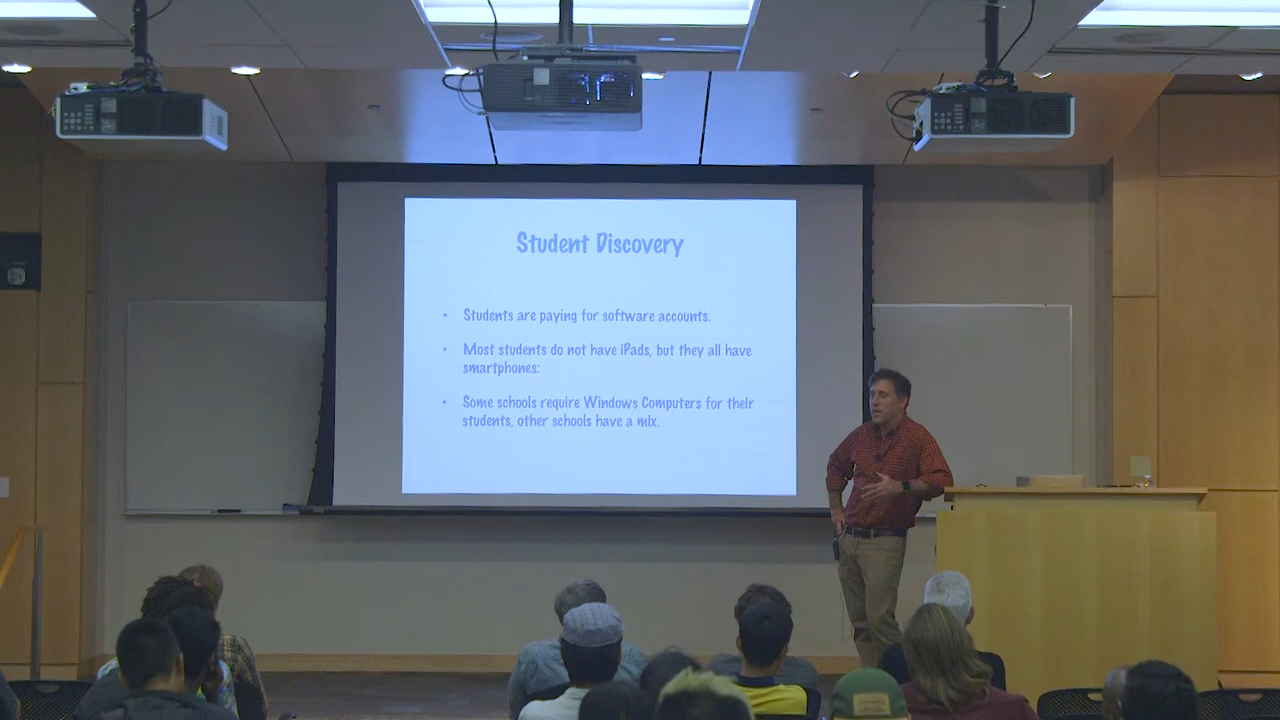 Student Discovery
• Students are paying for software accounts.
• Most students do not have iPads, but they all have
smartphones:
• Some schools require Windows Computers for their
students, other schools have a mix.